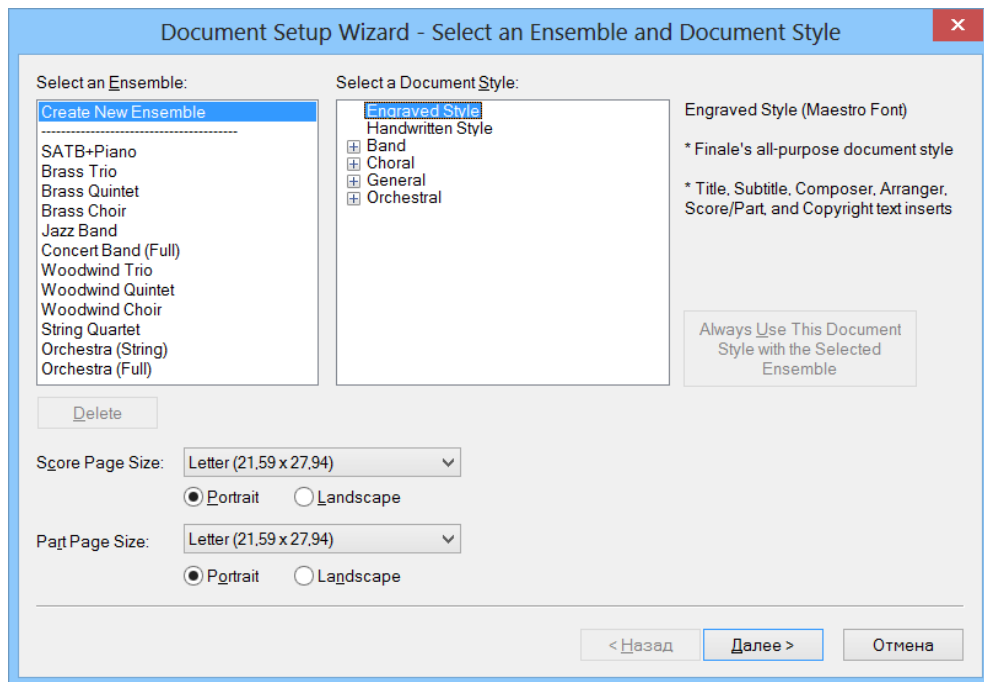 Document Setup Wizard - Select an Ensemble and Document Style
Select an Ensemble:
Create New Ensemble
----------------------------------------
SATB+Piano
Brass Trio
Brass Quintet
Brass Choir
Jazz Band
Concert Band (Full)
Woodwind Trio
Woodwind Quintet
Woodwind Choir
String Quartet
Orchestra (String)
Orchestra (Full)
Delete
Select a Document Style:
Engraved Style
Handwritten Style
Band
Choral
General
Orchestral
Engraved Style (Maestro Font)
* Finale's all-purpose document style
* Title, Subtitle, Composer, Arranger,
Score/Part, and Copyright text inserts
Always Use This Document
Style with the Selected
Ensemble
Score Page Size: Letter (21,59 x 27,94)
Portrait Landscape
Part Page Size: Letter (21,59 x 27,94)
Portrait Landscape
< Назад Далее > Отмена